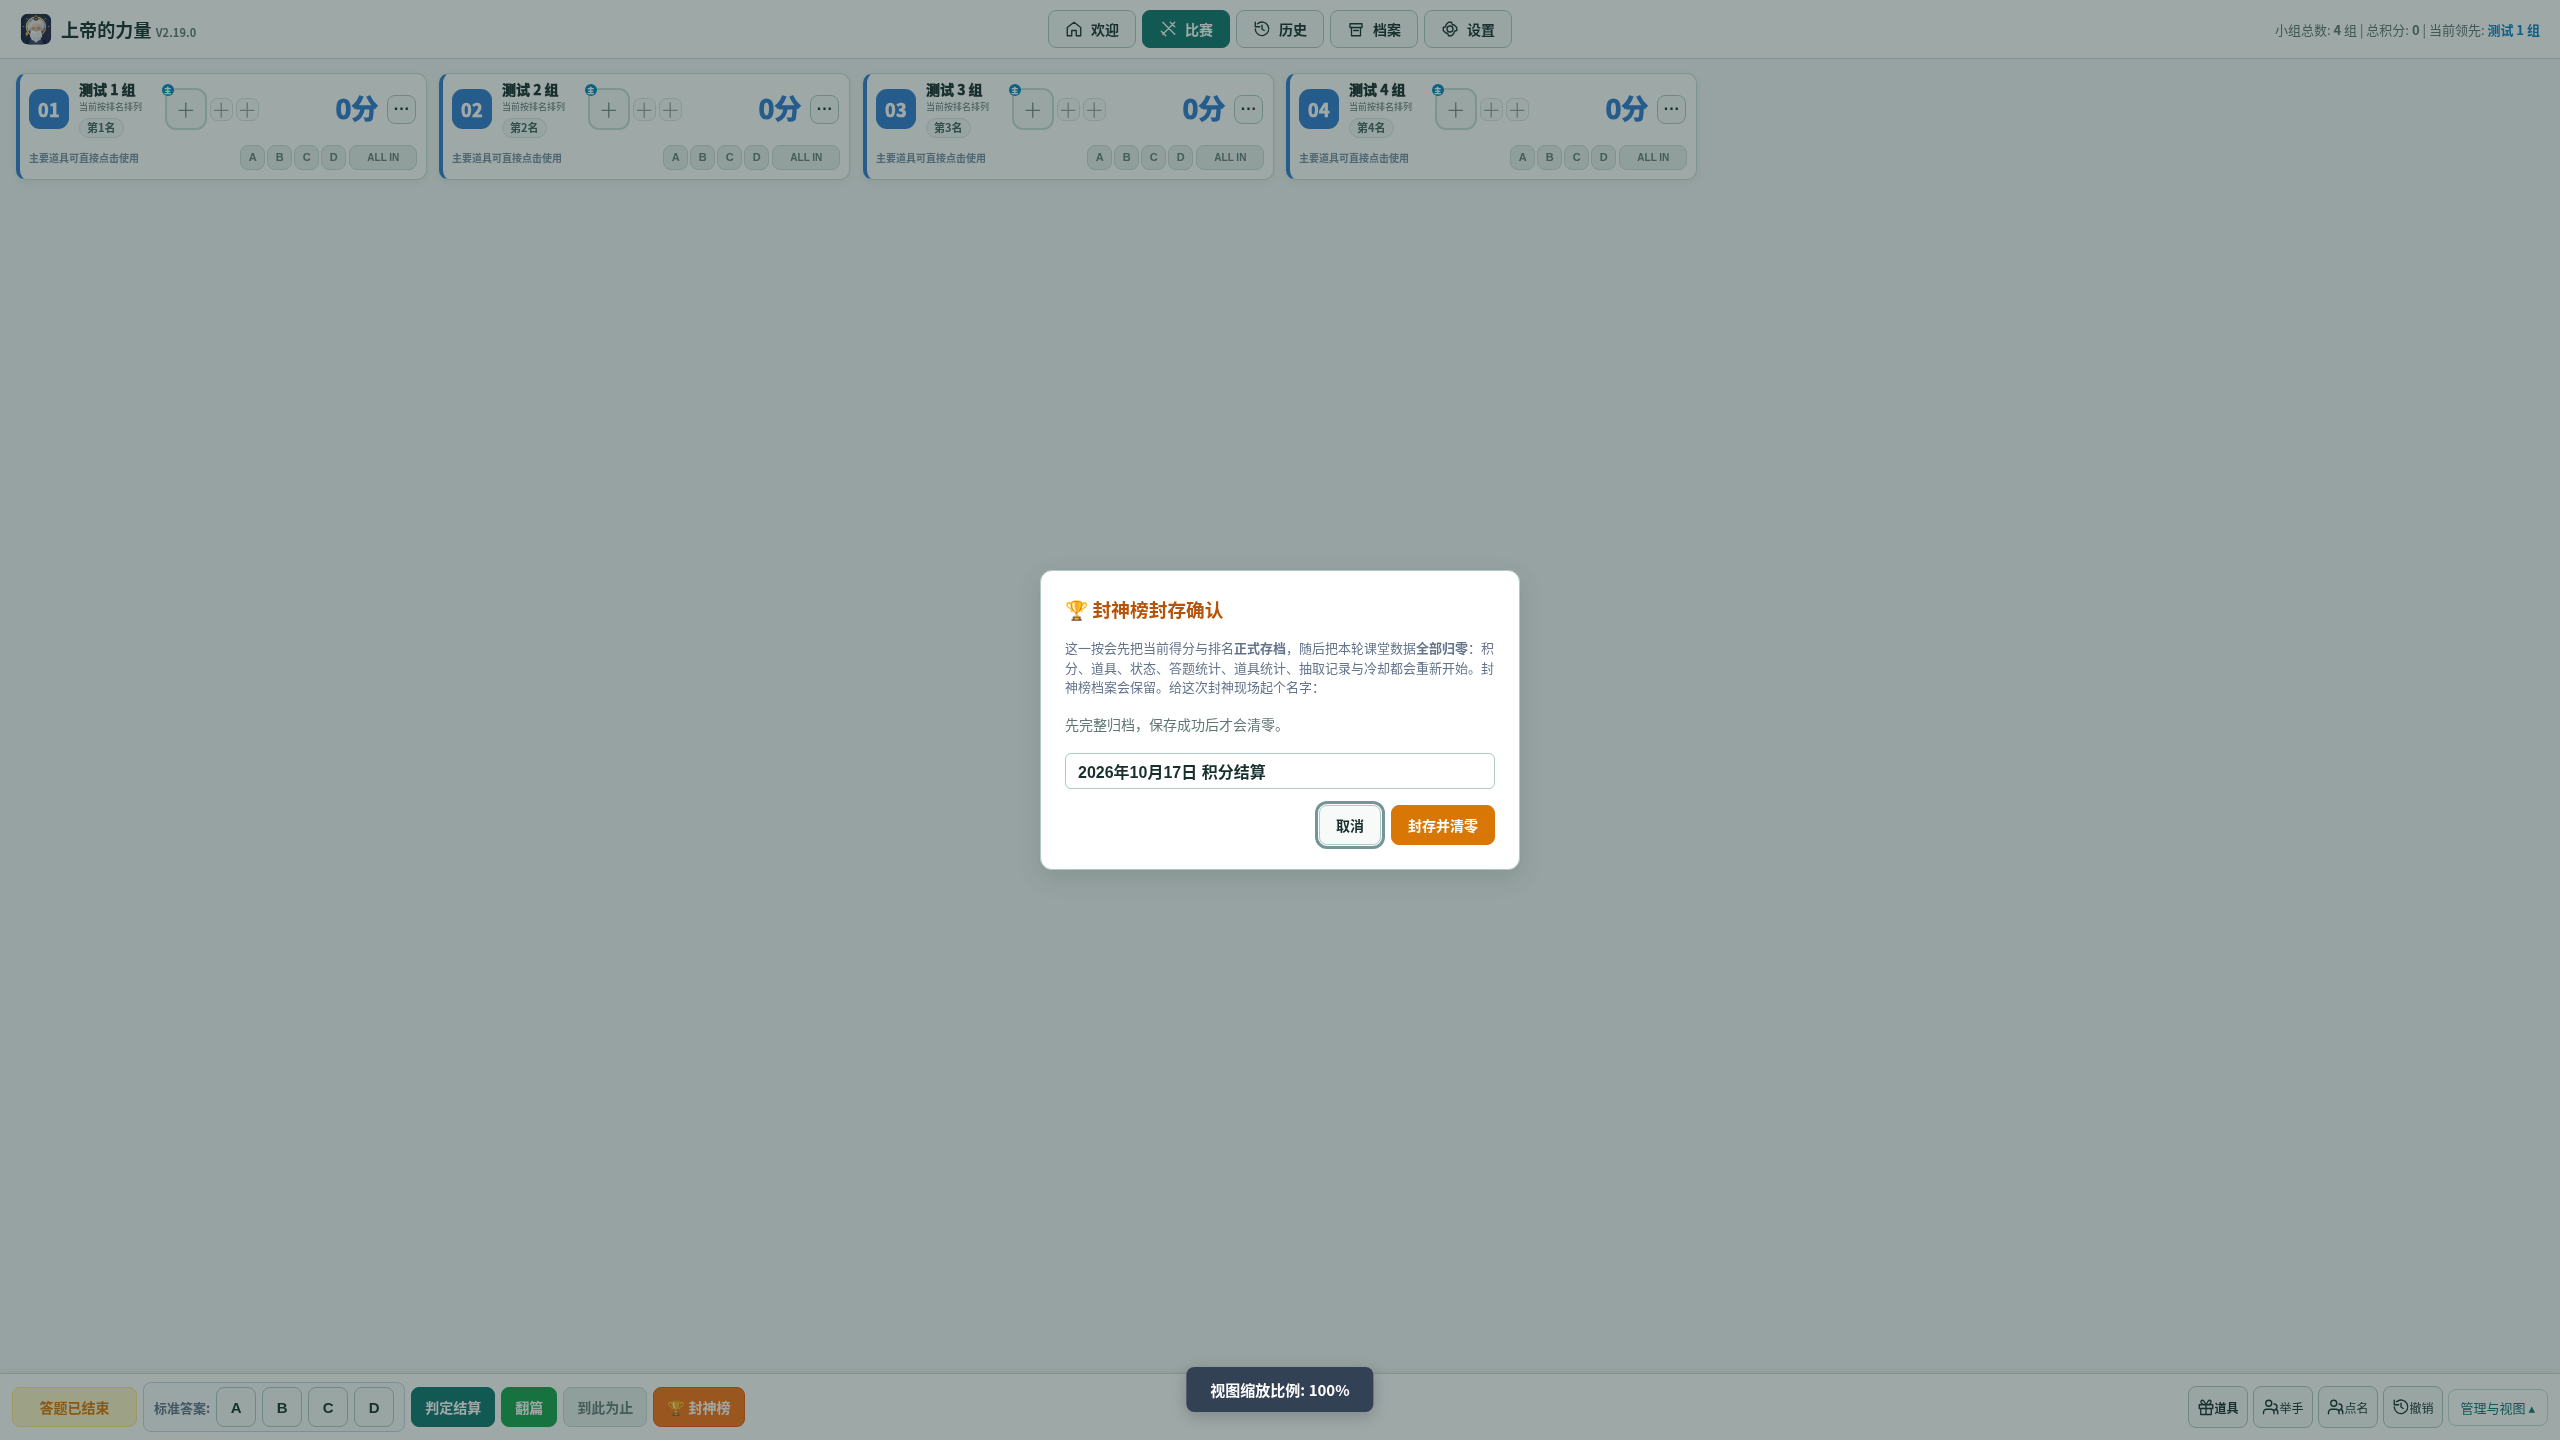 上帝的力量 V2.19.0
欢迎
比赛
历史
档案
设置
小组总数: 4 组 | 总积分: 0 | 当前领先: 测试 1 组
01
测试 1 组
当前按排名排列
第1名
主
0分
主要道具可直接点击使用
A
B
C
D
ALL IN
02
测试 2 组
当前按排名排列
第2名
主
0分
主要道具可直接点击使用
A
B
C
D
ALL IN
03
测试 3 组
当前按排名排列
第3名
主
0分
主要道具可直接点击使用
A
B
C
D
ALL IN
04
测试 4 组
当前按排名排列
第4名
主
0分
主要道具可直接点击使用
A
B
C
D
ALL IN
🏆 封神榜封存确认
这一按会先把当前得分与排名正式存档，随后把本轮课堂数据全部归零：积
分、道具、状态、答题统计、道具统计、抽取记录与冷却都会重新开始。封
神榜档案会保留。给这次封神现场起个名字：
先完整归档，保存成功后才会清零。
2026年10月17日 积分结算
取消
封存并清零
视图缩放比例: 100%
答题已结束
标准答案:
A
B
C
D
判定结算
翻篇
到此为止
🏆 封神榜
道具
举手
点名
撤销
管理与视图 ▴